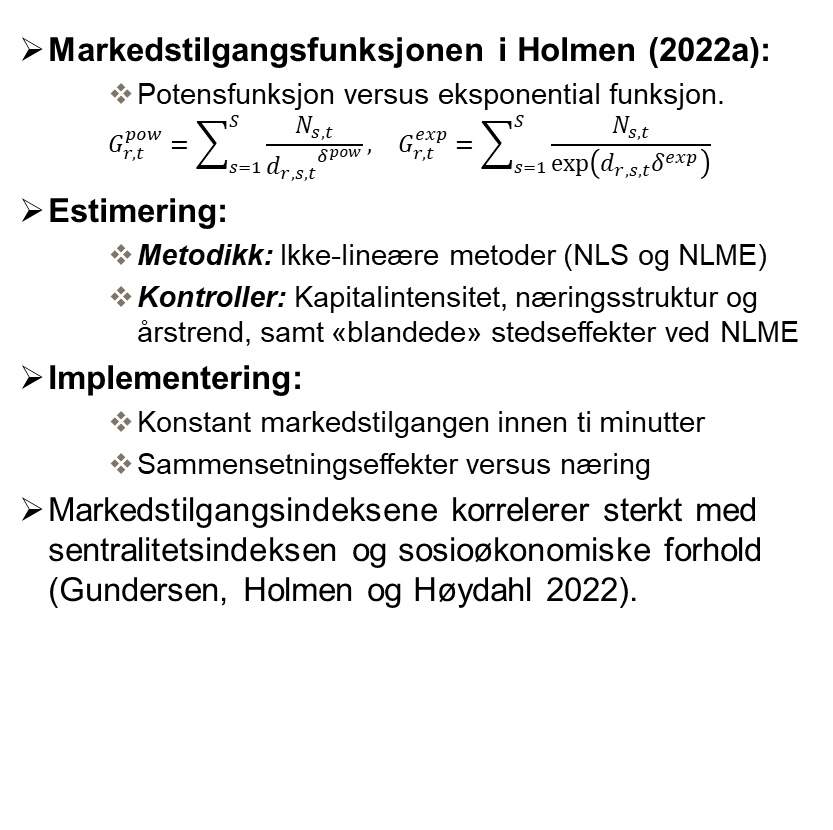 ➢ Markedstilgangsfunksjonen i Holmen (2022a):
❖ Potensfunksjon versus eksponential funksjon.
$G_{r,t}^{pow} = \sum_{s=1}^{S} \frac{N_{s,t}}{d_{r,s,t}^{\delta^{pow}}}, \quad G_{r,t}^{exp} = \sum_{s=1}^{S} \frac{N_{s,t}}{\exp(d_{r,s,t}\delta^{exp})}$
➢ Estimering:
❖ Metodikk: Ikke-lineære metoder (NLS og NLME)
❖ Kontroller: Kapitalintensitet, næringsstruktur og
årstrend, samt «blandede» stedseffekter ved NLME
➢ Implementering:
❖ Konstant markedstilgangen innen ti minutter
❖ Sammensetningseffekter versus næring
➢ Markedstilgangsindeksene korrelerer sterkt med
sentralitetsindeksen og sosioøkonomiske forhold
(Gundersen, Holmen og Høydahl 2022).